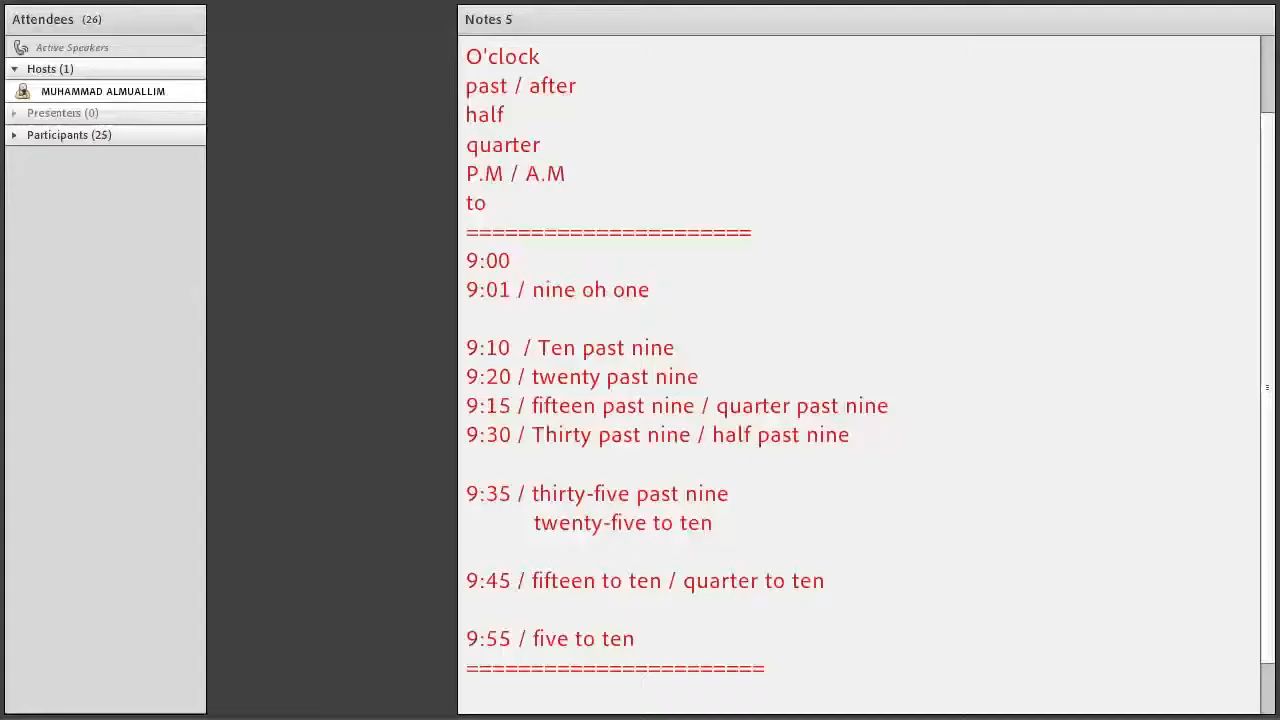 Attendees (26)
Active Speakers
Hosts (1)
MUHAMMAD ALMUALLIM
Presenters (0)
Participants (25)
Notes 5
O'clock
past / after
half
quarter
P.M / A.M
to
======================
9:00
9:01 / nine oh one
9:10  / Ten past nine
9:20 / twenty past nine
9:15 / fifteen past nine / quarter past nine
9:30 / Thirty past nine / half past nine
9:35 / thirty-five past nine
twenty-five to ten
9:45 / fifteen to ten / quarter to ten
9:55 / five to ten
=======================